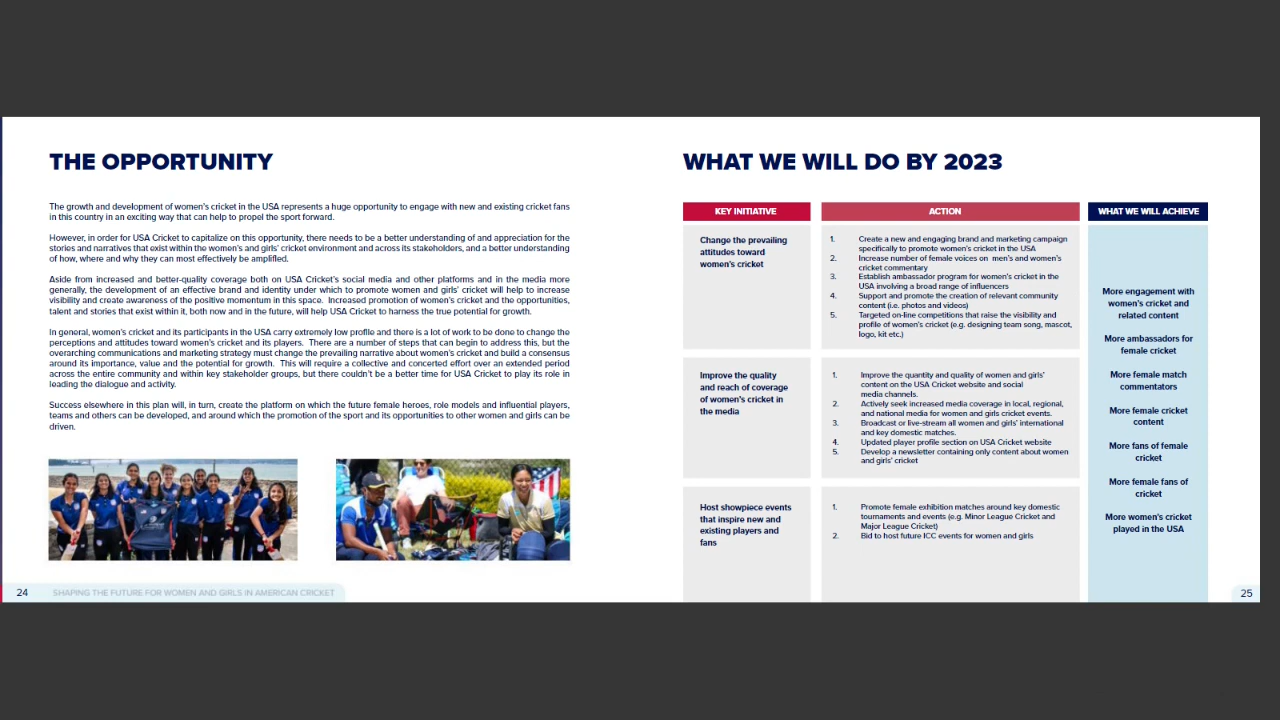 THE OPPORTUNITY
The growth and development of women's cricket in the USA represents a huge opportunity to engage with new and existing cricket fans
in this country in an exciting way that can help to propel the sport forward.
However, in order for USA Cricket to capitalize on this opportunity, there needs to be a better understanding of and appreciation for the
stories and narratives that exist within the women's and girls' cricket environment and across its stakeholders, and a better understanding
of how, where and why they can most effectively be amplified.
Aside from increased and better-quality coverage both on USA Cricket's social media and other platforms and in the media more
generally, the development of an effective brand and identity under which to promote women and girls' cricket will help to increase
visibility and create awareness of the positive momentum in this space. Increased promotion of women's cricket and the opportunities,
talent and stories that exist within it, both now and in the future, will help USA Cricket to harness the true potential for growth.
In general, women's cricket and its participants in the USA carry extremely low profile and there is a lot of work to be done to change the
perceptions and attitudes toward women's cricket and its players. There are a number of steps that can begin to address this, but the
overarching communications and marketing strategy must change the prevailing narrative about women's cricket and build a consensus
around its importance, value and the potential for growth. This will require a collective and concerted effort over an extended period
across the entire community and within key stakeholder groups, but there couldn't be a better time for USA Cricket to play its role in
leading the dialogue and activity.
Success elsewhere in this plan will, in turn, create the platform on which the future female heroes, role models and influential players,
teams and others can be developed, and around which the promotion of the sport and its opportunities to other women and girls can be
driven.
24 SHAPING THE FUTURE FOR WOMEN AND GIRLS IN AMERICAN CRICKET
WHAT WE WILL DO BY 2023
KEY INITIATIVE
ACTION
WHAT WE WILL ACHIEVE
Change the prevailing
attitudes toward
women's cricket
1. Create a new and engaging brand and marketing campaign
specifically to promote women's cricket in the USA
2. Increase number of female voices on men's and women's
cricket commentary
3. Establish ambassador program for women's cricket in the
USA involving a broad range of influencers
4. Support and promote the creation of relevant community
content (i.e. photos and videos)
5. Targeted on-line competitions that raise the visibility and
profile of women's cricket (e.g. designing team song, mascot,
logo, kit etc.)
Improve the quality
and reach of coverage
of women's cricket in
the media
1. Improve the quantity and quality of women and girls'
content on the USA Cricket website and social
media channels.
2. Actively seek increased media coverage in local, regional,
and national media for women and girls cricket events.
3. Broadcast or live-stream all women and girls' international
and key domestic matches.
4. Updated player profile section on USA Cricket website
5. Develop a newsletter containing only content about women
and girls' cricket
Host showpiece events
that inspire new and
existing players and
fans
1. Promote female exhibition matches around key domestic
tournaments and events (e.g. Minor League Cricket and
Major League Cricket)
2. Bid to host future ICC events for women and girls
More engagement with
women's cricket and
related content
More ambassadors for
female cricket
More female match
commentators
More female cricket
content
More fans of female
cricket
More female fans of
cricket
More women's cricket
played in the USA
25